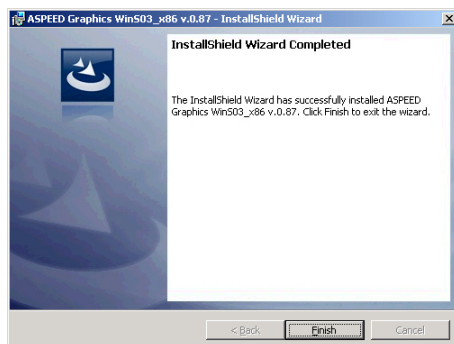 ASPEED Graphics WinS03_x86 v.0.87 - InstallShield Wizard
InstallShield Wizard Completed
The InstallShield Wizard has successfully installed ASPEED
Graphics WinS03_x86 v.0.87. Click Finish to exit the wizard.
< Back
Finish
Cancel